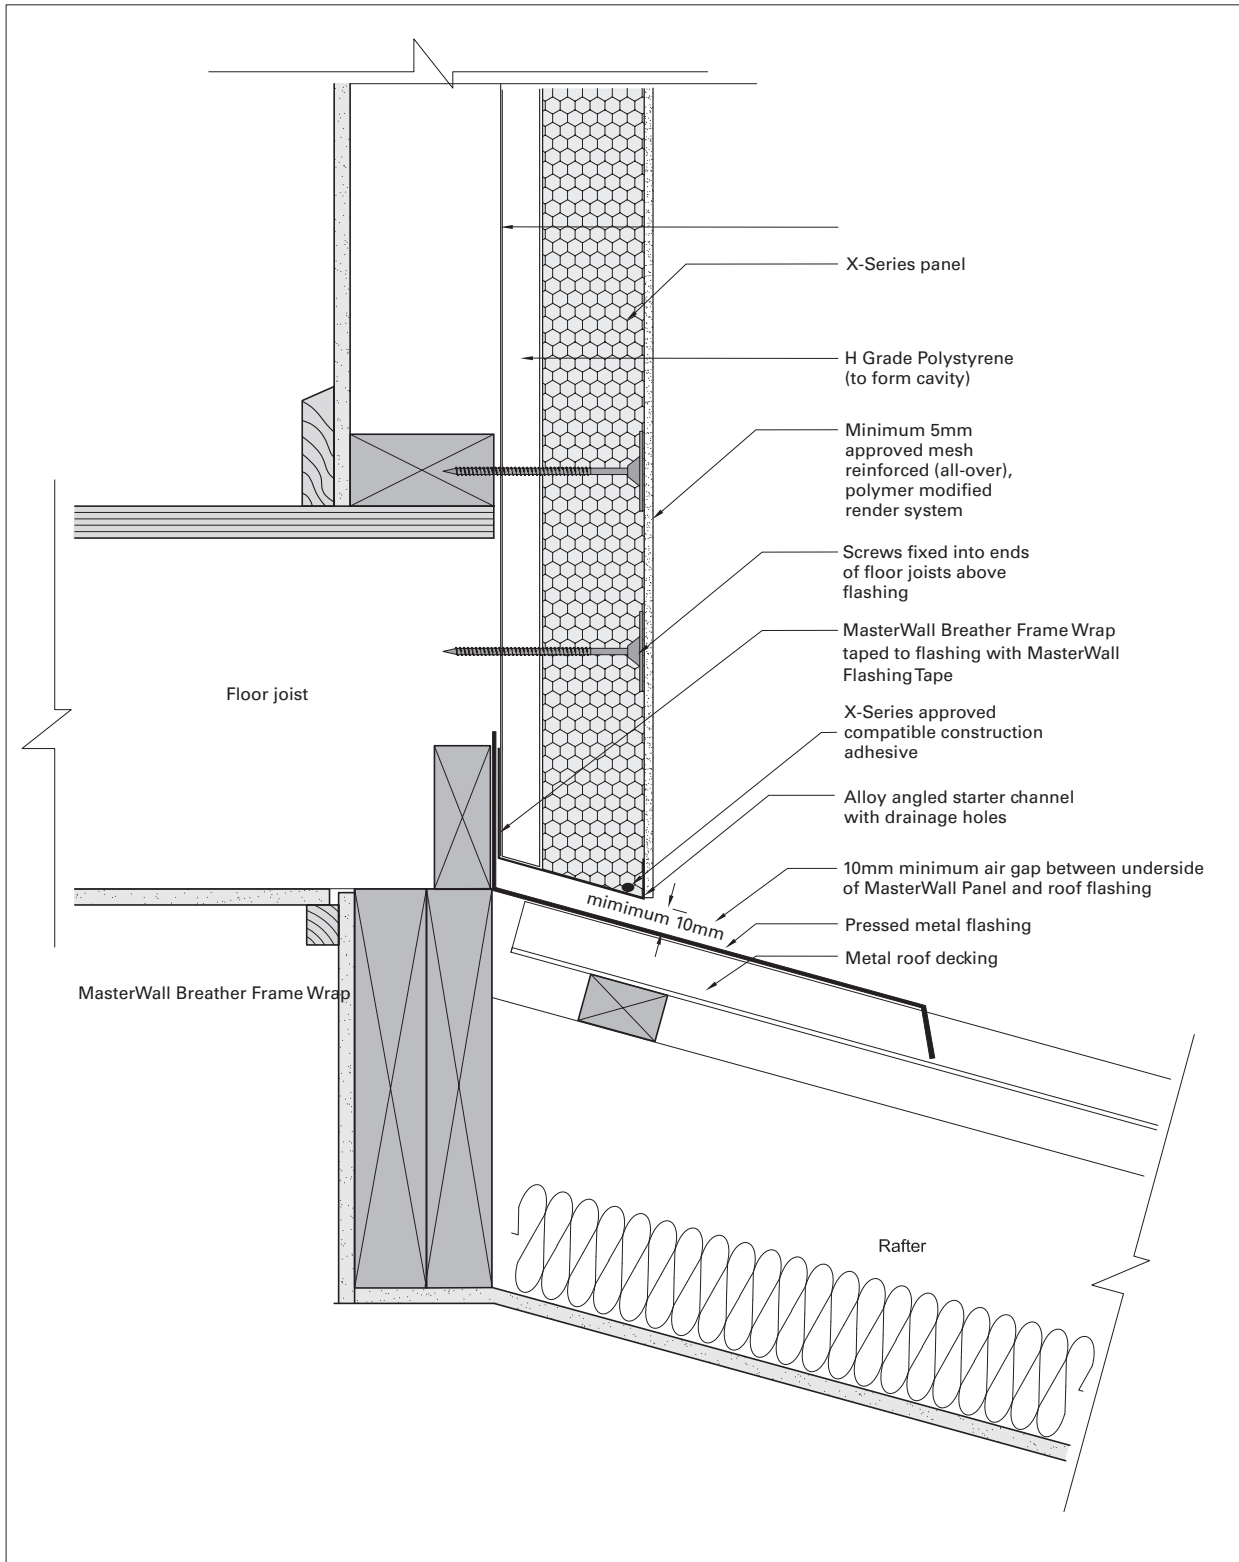 X-Series panel
H Grade Polystyrene
(to form cavity)
Minimum 5mm
approved mesh
reinforced (all-over),
polymer modified
render system
Screws fixed into ends
of floor joists above
flashing
MasterWall Breather Frame Wrap
taped to flashing with MasterWall
Flashing Tape
Floor joist
X-Series approved
compatible construction
adhesive
Alloy angled starter channel
with drainage holes
10mm minimum air gap between underside
of MasterWall Panel and roof flashing
mimimum 10mm
Pressed metal flashing
Metal roof decking
MasterWall Breather Frame Wrap
Rafter